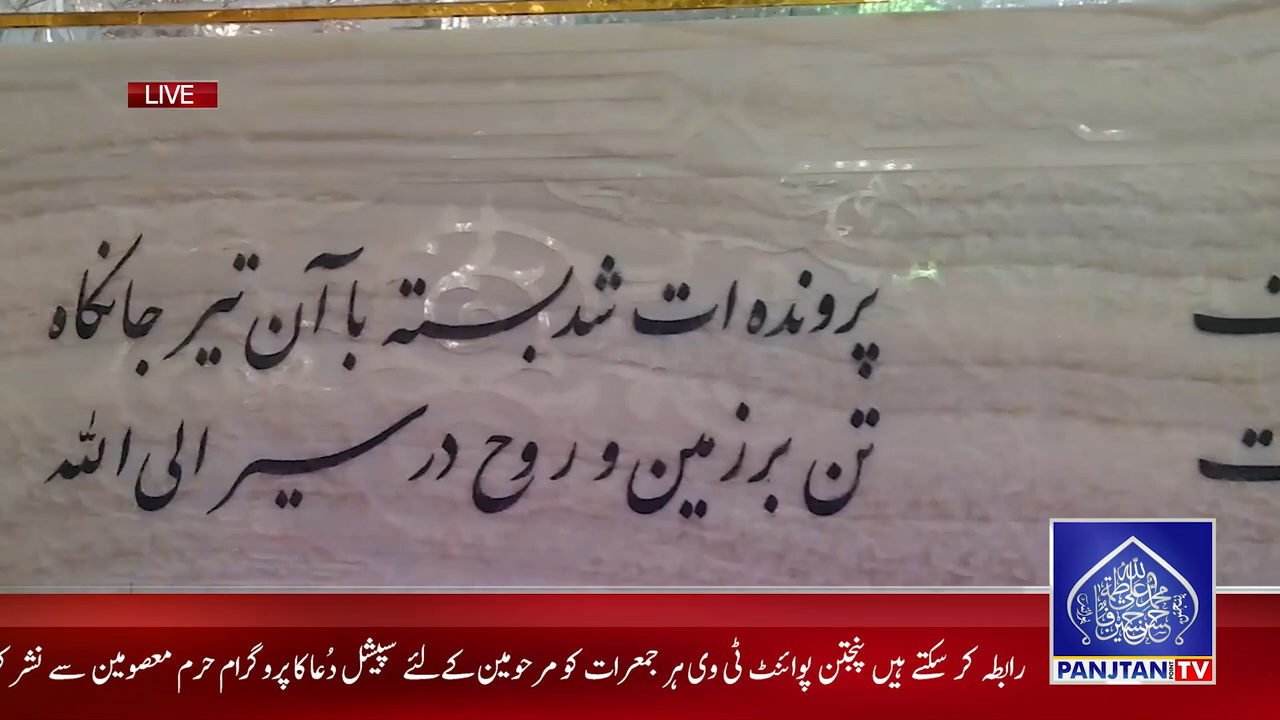 LIVE
پرونده ات شد بسته با آن تیر جانکاه
تن بر زمین و روح در سیر الی الله
رابطہ کر سکتے ہیں پنجتن پوائنٹ ٹی وی ہر جمعرات کو مرحومین کے لئے سپیشل دُعا کا پروگرام حرم معصومین سے نشر
PANJTAN POINT TV